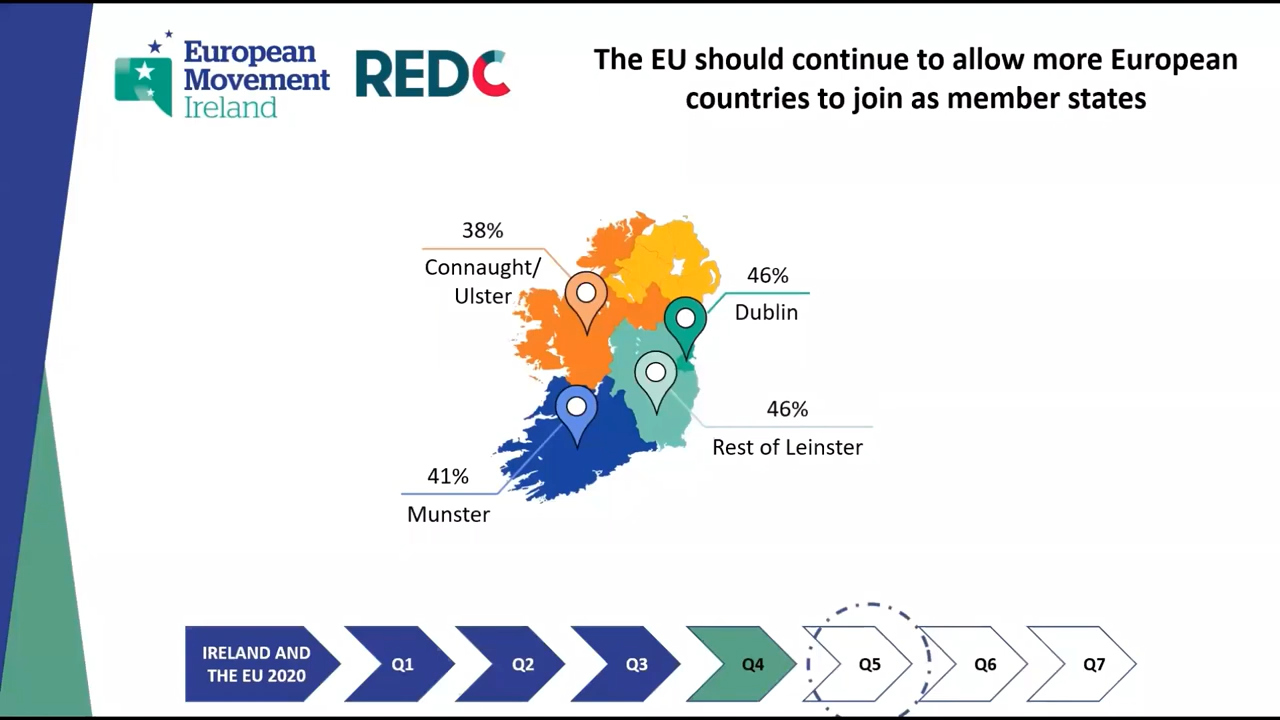 European
Movement
Ireland
REDC
The EU should continue to allow more European
countries to join as member states
38%
Connaught/
Ulster
46%
Dublin
46%
Rest of Leinster
41%
Munster
IRELAND AND
THE EU 2020
Q1
Q2
Q3
Q4
Q5
Q6
Q7